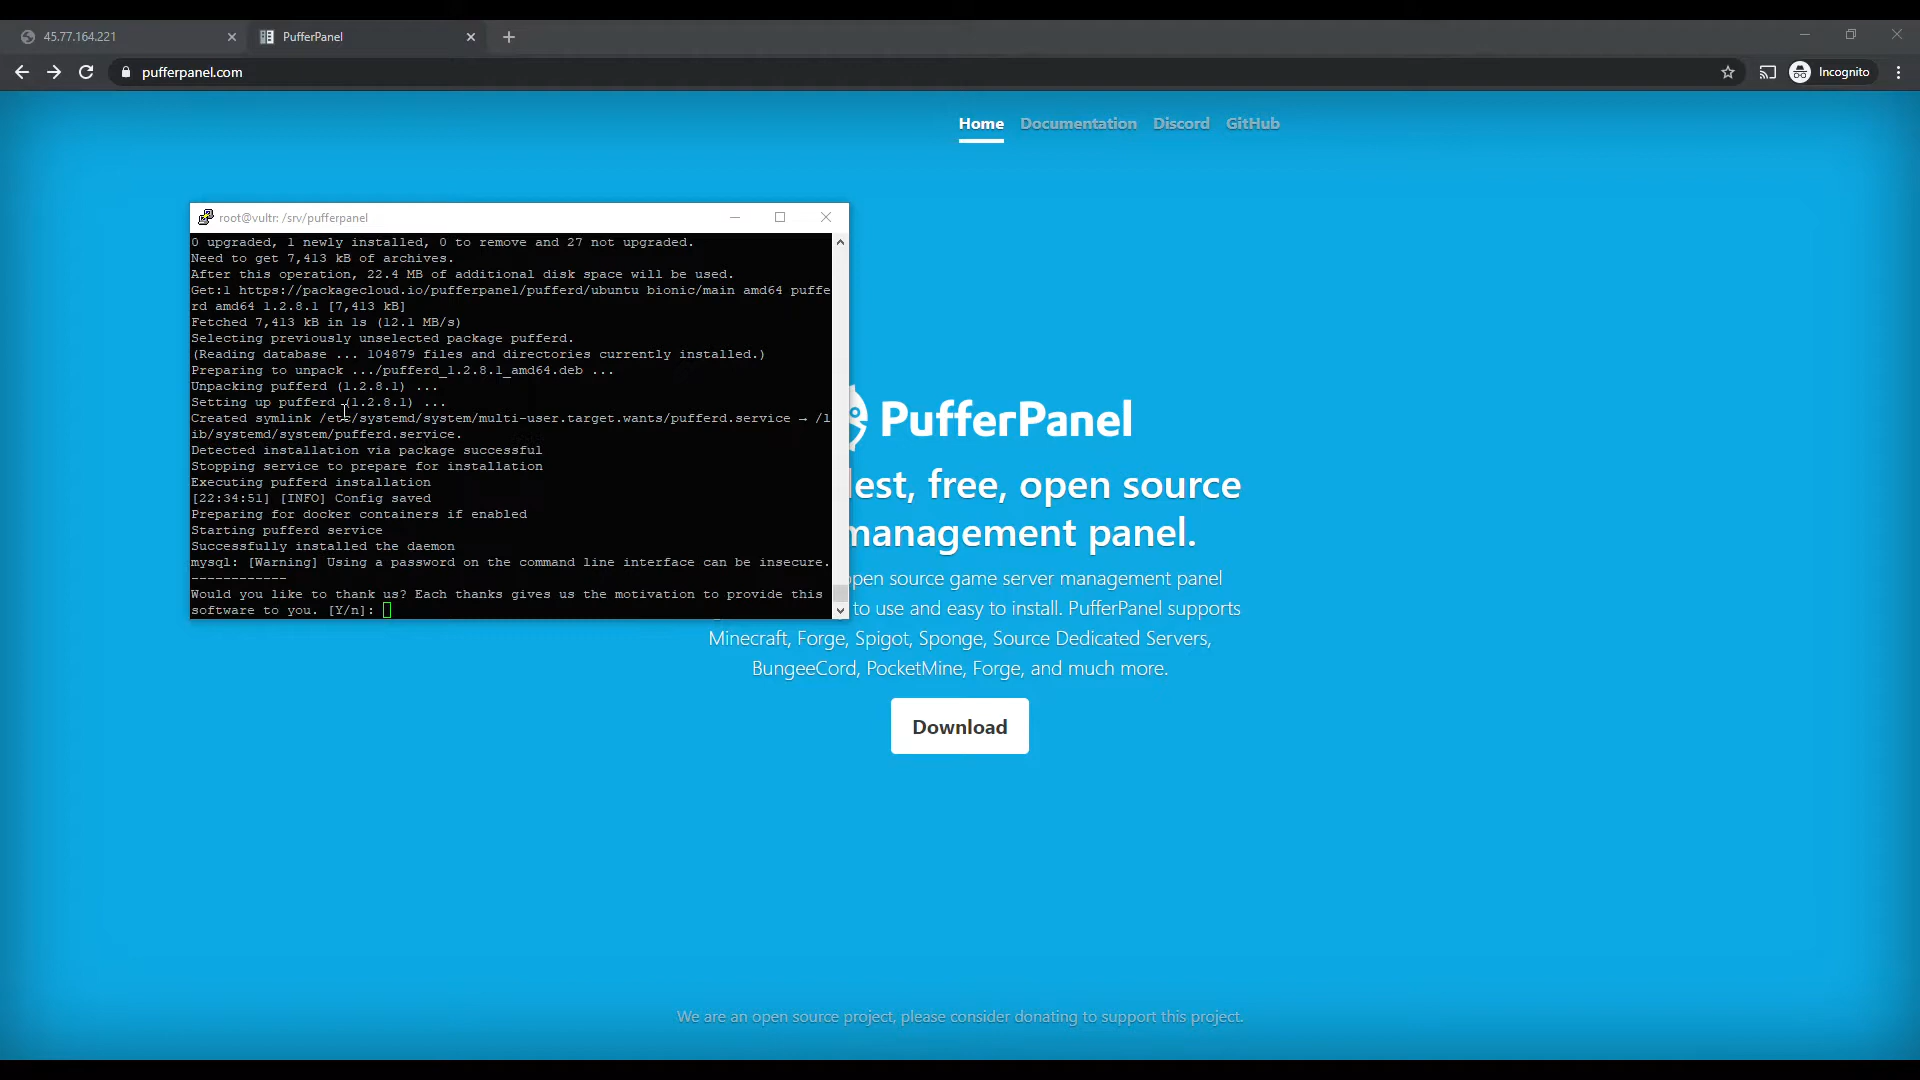 45.77.164.221
PufferPanel
pufferpanel.com
Incognito
Home Documentation Discord GitHub
root@vultr: /srv/pufferpanel
0 upgraded, 1 newly installed, 0 to remove and 27 not upgraded.
Need to get 7,413 kB of archives.
After this operation, 22.4 MB of additional disk space will be used.
Get:1 https://packagecloud.io/pufferpanel/pufferd/ubuntu bionic/main amd64 puffe
rd amd64 1.2.8.1 [7,413 kB]
Fetched 7,413 kB in 1s (12.1 MB/s)
Selecting previously unselected package pufferd.
(Reading database ... 104879 files and directories currently installed.)
Preparing to unpack .../pufferd_1.2.8.1_amd64.deb ...
Unpacking pufferd (1.2.8.1) ...
Setting up pufferd (1.2.8.1) ...
Created symlink /etc/systemd/system/multi-user.target.wants/pufferd.service → /l
ib/systemd/system/pufferd.service.
Detected installation via package successful
Stopping service to prepare for installation
Executing pufferd installation
[22:34:51] [INFO] Config saved
Preparing for docker containers if enabled
Starting pufferd service
Successfully installed the daemon
mysql: [Warning] Using a password on the command line interface can be insecure.
------------
Would you like to thank us? Each thanks gives us the motivation to provide this
software to you. [Y/n]:
PufferPanel
lest, free, open source
management panel.
open source game server management panel
to use and easy to install. PufferPanel supports
Minecraft, Forge, Spigot, Sponge, Source Dedicated Servers,
BungeeCord, PocketMine, Forge, and much more.
Download
We are an open source project, please consider donating to support this project.